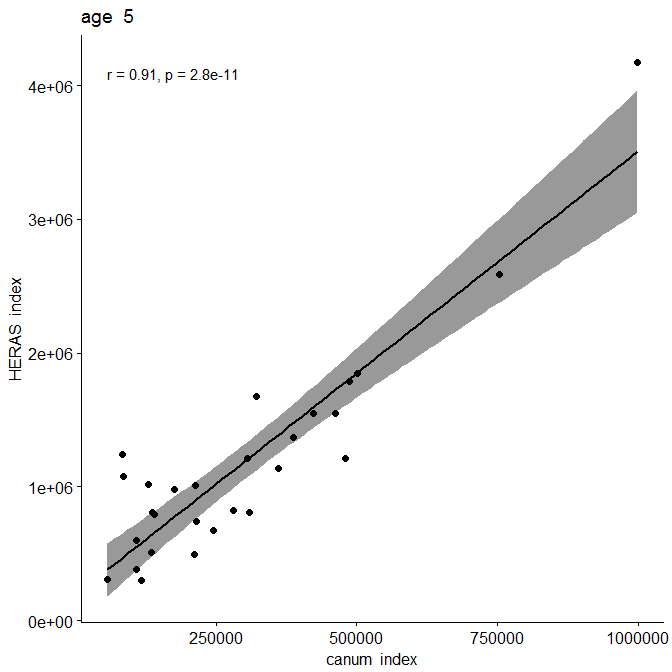 age 5
r = 0.91, p = 2.8e-11
HERAS index
4e+06
3e+06
2e+06
1e+06
0e+00
250000
500000
750000
1000000
canum index